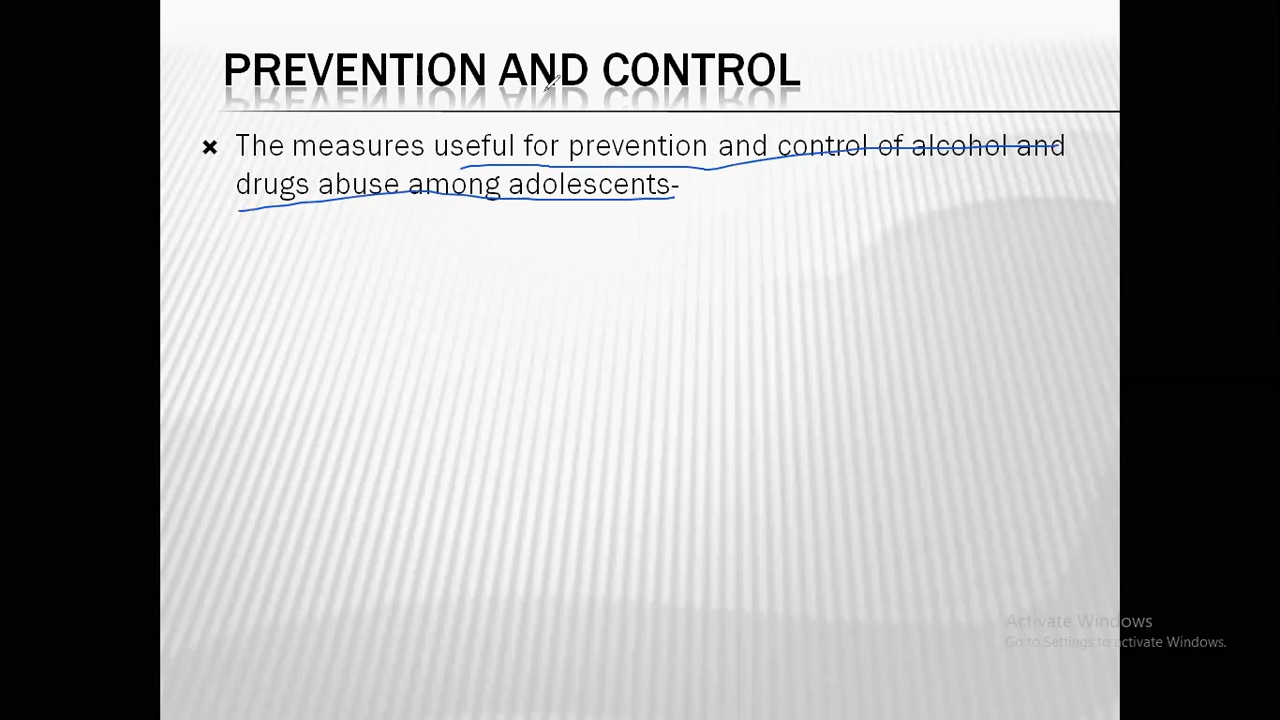 PREVENTION AND CONTROL
The measures useful for prevention and control of alcohol and
drugs abuse among adolescents-
Activate Windows
Go to Settings to activate Windows.